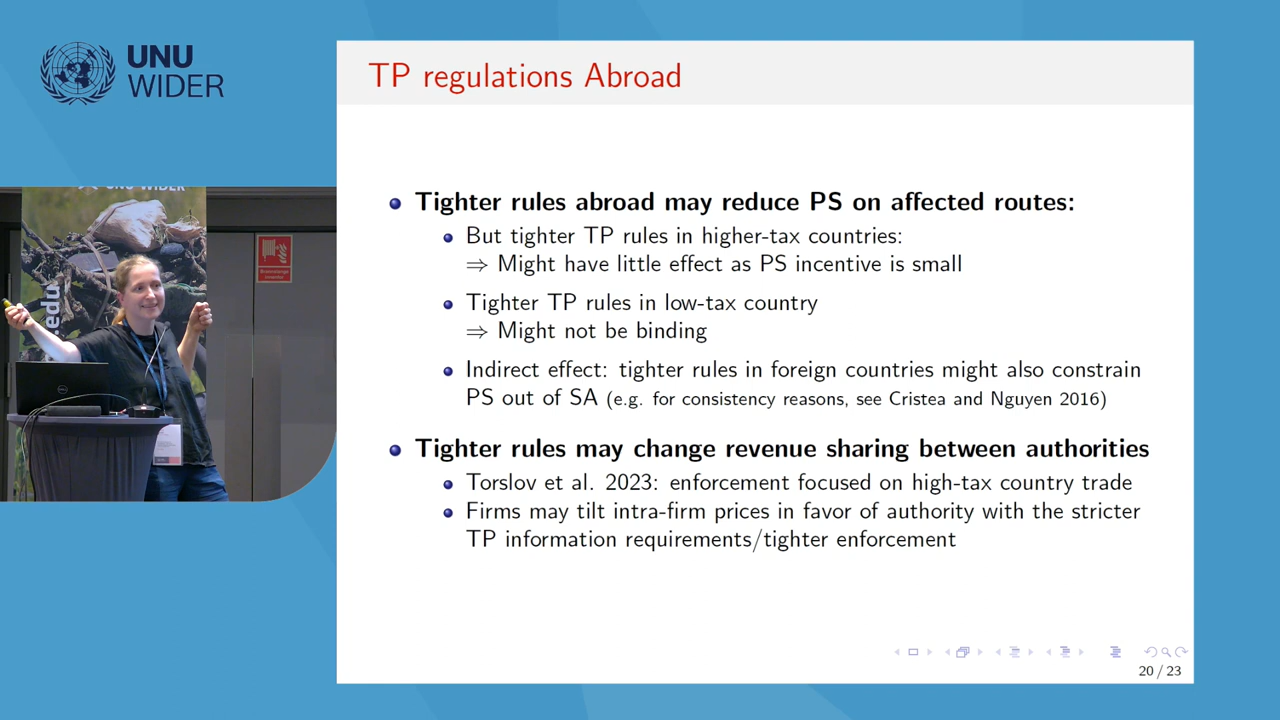 UNU
WIDER
TP regulations Abroad
Tighter rules abroad may reduce PS on affected routes:
But tighter TP rules in higher-tax countries:
⇒ Might have little effect as PS incentive is small
Tighter TP rules in low-tax country
⇒ Might not be binding
Indirect effect: tighter rules in foreign countries might also constrain
PS out of SA (e.g. for consistency reasons, see Cristea and Nguyen 2016)
Tighter rules may change revenue sharing between authorities
Torslov et al. 2023: enforcement focused on high-tax country trade
Firms may tilt intra-firm prices in favor of authority with the stricter
TP information requirements/tighter enforcement
20 / 23
UNU-WIDER
.edu
DELL